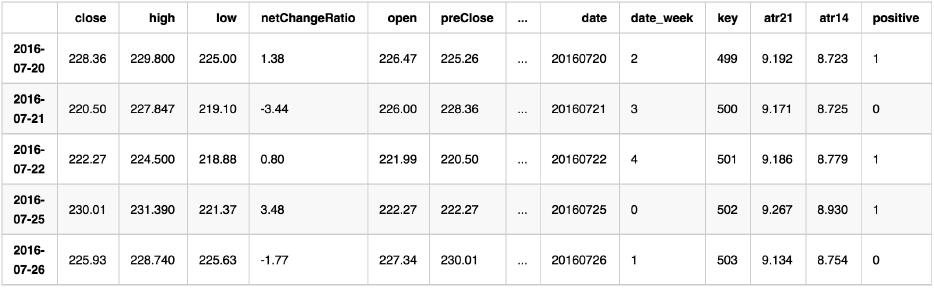 close high low netChangeRatio open preClose ... date date_week key atr21 atr14 positive
2016-
07-20 228.36 229.800 225.00 1.38 226.47 225.26 ... 20160720 2 499 9.192 8.723 1
2016-
07-21 220.50 227.847 219.10 -3.44 226.00 228.36 ... 20160721 3 500 9.171 8.725 0
2016-
07-22 222.27 224.500 218.88 0.80 221.99 220.50 ... 20160722 4 501 9.186 8.779 1
2016-
07-25 230.01 231.390 221.37 3.48 222.27 222.27 ... 20160725 0 502 9.267 8.930 1
2016-
07-26 225.93 228.740 225.63 -1.77 227.34 230.01 ... 20160726 1 503 9.134 8.754 0